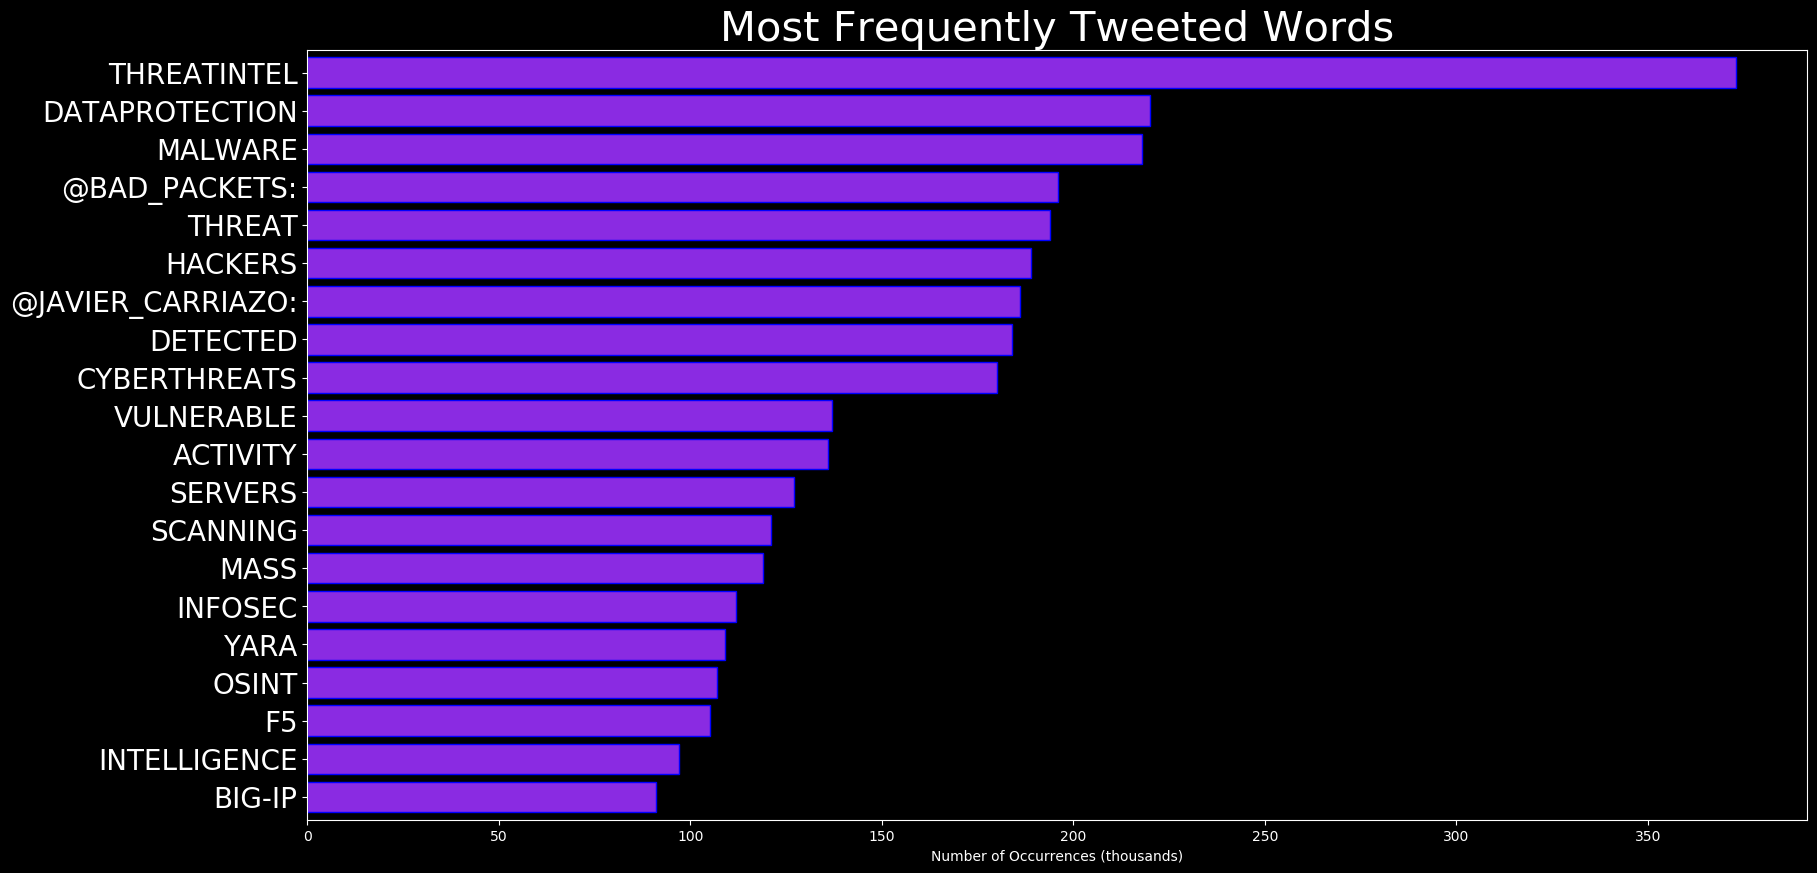 Most Frequently Tweeted Words
THREATINTEL
DATAPROTECTION
MALWARE
@BAD_PACKETS:
THREAT
HACKERS
@JAVIER_CARRIAZO:
DETECTED
CYBERTHREATS
VULNERABLE
ACTIVITY
SERVERS
SCANNING
MASS
INFOSEC
YARA
OSINT
F5
INTELLIGENCE
BIG-IP
0 50 100 150 200 250 300 350
Number of Occurrences (thousands)